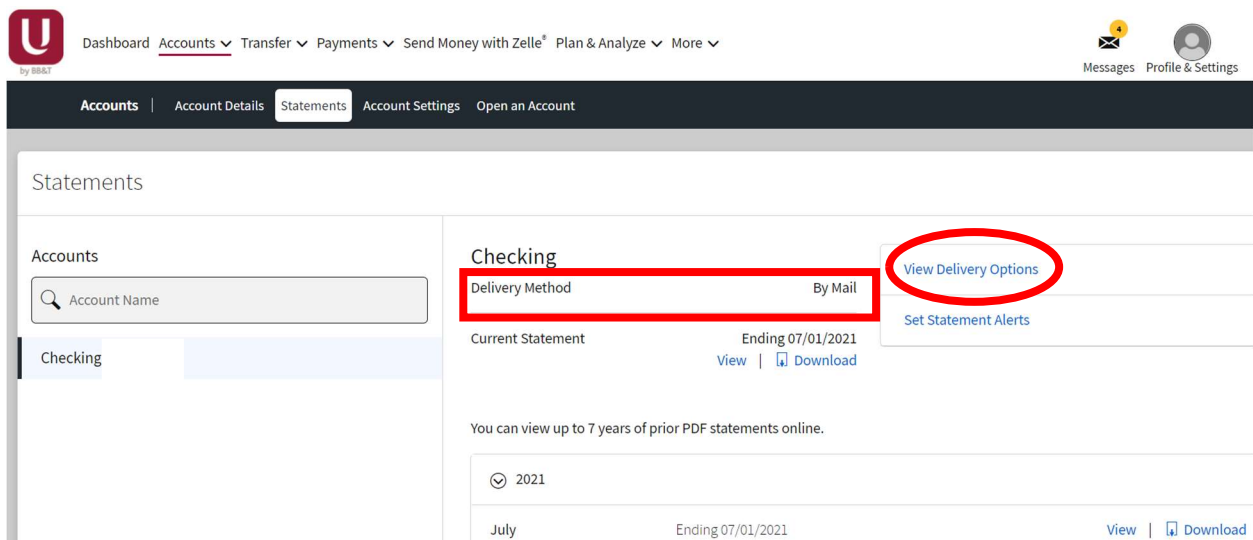 U
by BB&T
Dashboard Accounts Transfer Payments Send Money with Zelle® Plan & Analyze More
4
Messages Profile & Settings
Accounts | Account Details Statements Account Settings Open an Account
Statements
Accounts
Account Name
Checking
Checking
Delivery Method By Mail
Current Statement Ending 07/01/2021
View | Download
View Delivery Options
Set Statement Alerts
You can view up to 7 years of prior PDF statements online.
2021
July Ending 07/01/2021 View | Download